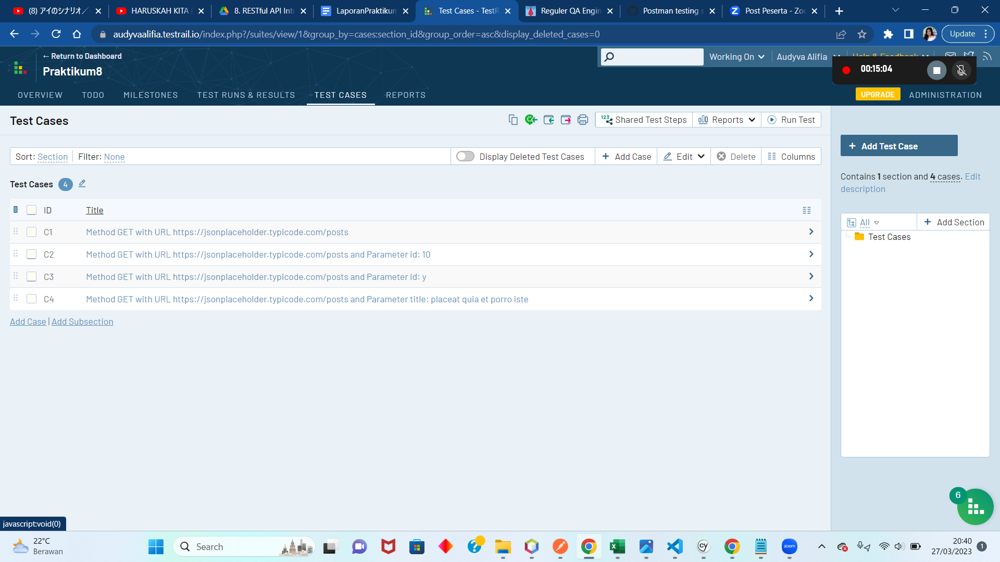 (8) アイのシナリオ／
HARUSKAH KITA
8. RESTful API Int
LaporanPraktikum
Test Cases - TestR
Reguler QA Engin
Postman testing s
Post Peserta - Zoo
audyvaalifia.testrail.io/index.php?/suites/view/1&group_by=cases:section_id&group_order=asc&display_deleted_cases=0
Update
← Return to Dashboard
Praktikum8
Working On
Audyva Alifia
Help & Feedback
00:15:04
OVERVIEW
TODO
MILESTONES
TEST RUNS & RESULTS
TEST CASES
REPORTS
UPGRADE
ADMINISTRATION
Test Cases
123
Shared Test Steps
Reports
Run Test
+ Add Test Case
Sort: Section
Filter: None
Display Deleted Test Cases
+ Add Case
Edit
Delete
Columns
Contains 1 section and 4 cases. Edit
description
Test Cases 4
ID
Title
C1 Method GET with URL https://jsonplaceholder.typicode.com/posts
C2 Method GET with URL https://jsonplaceholder.typicode.com/posts and Parameter id: 10
C3 Method GET with URL https://jsonplaceholder.typicode.com/posts and Parameter id: y
C4 Method GET with URL https://jsonplaceholder.typicode.com/posts and Parameter title: placeat quia et porro iste
Add Case | Add Subsection
All
+ Add Section
Test Cases
6
javascript:void(0)
22°C
Berawan
Search
cy
zoom
20:40
27/03/2023
1